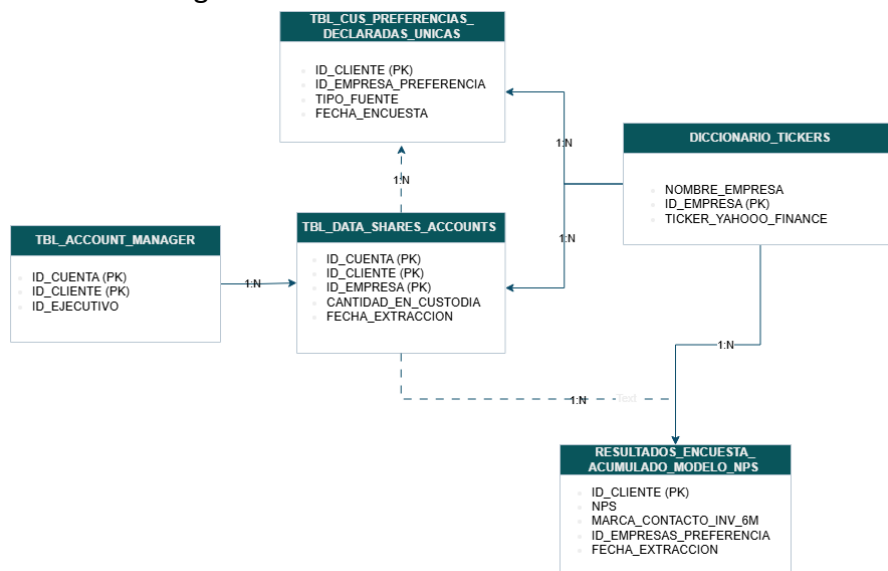 TBL_CUS_PREFERENCIAS_
DECLARADAS_UNICAS
ID_CLIENTE (PK)
ID_EMPRESA_PREFERENCIA
TIPO_FUENTE
FECHA_ENCUESTA
1:N
DICCIONARIO_TICKERS
NOMBRE_EMPRESA
ID_EMPRESA (PK)
TICKER_YAHOOO_FINANCE
1:N
1:N
TBL_ACCOUNT_MANAGER
ID_CUENTA (PK)
ID_CLIENTE (PK)
ID_EJECUTIVO
1:N
TBL_DATA_SHARES_ACCOUNTS
ID_CUENTA (PK)
ID_CLIENTE (PK)
ID_EMPRESA (PK)
CANTIDAD_EN_CUSTODIA
FECHA_EXTRACCION
1:N
1:N
Text
RESULTADOS_ENCUESTA_
ACUMULADO_MODELO_NPS
ID_CLIENTE (PK)
NPS
MARCA_CONTACTO_INV_6M
ID_EMPRESAS_PREFERENCIA
FECHA_EXTRACCION